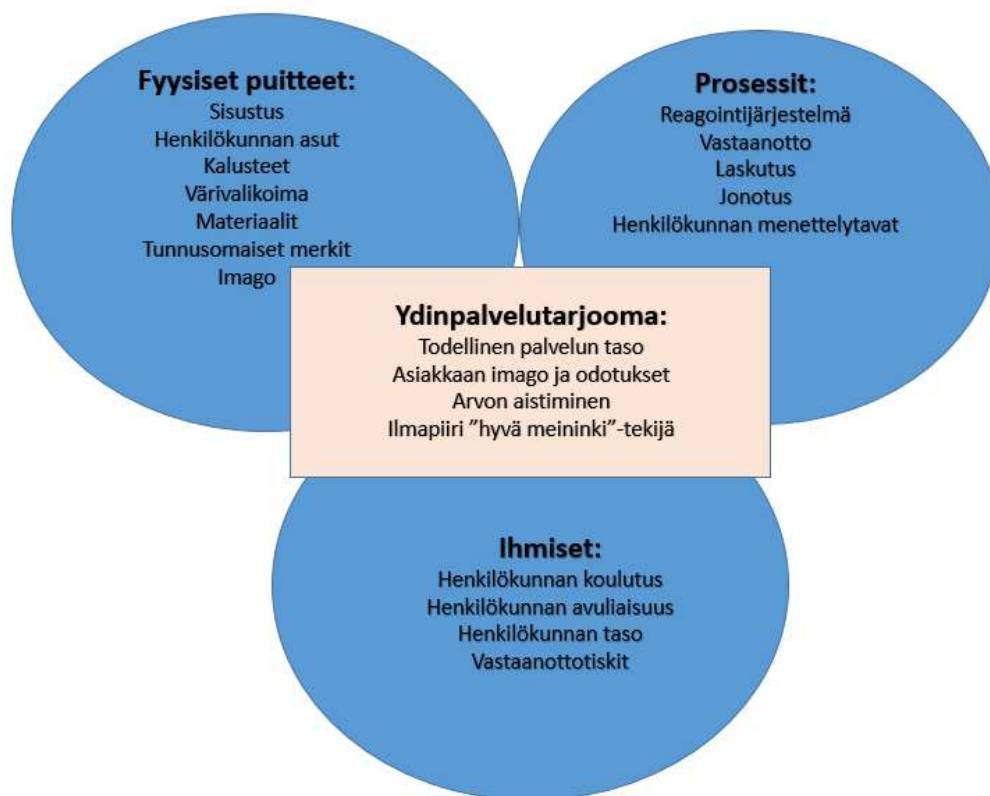 Fyysiset puitteet:
Sisustus
Henkilökunnan asut
Kalusteet
Värivalikoima
Materiaalit
Tunnusomaiset merkit
Imago
Prosessit:
Reagointijärjestelmä
Vastaanotto
Laskutus
Jonotus
Henkilökunnan menettelytavat
Ydinpalvelutarjooma:
Todellinen palvelun taso
Asiakkaan imago ja odotukset
Arvon aistiminen
Ilmapiiri ”hyvä meininki”-tekijä
Ihmiset:
Henkilökunnan koulutus
Henkilökunnan avuliaisuus
Henkilökunnan taso
Vastaanottotiskit